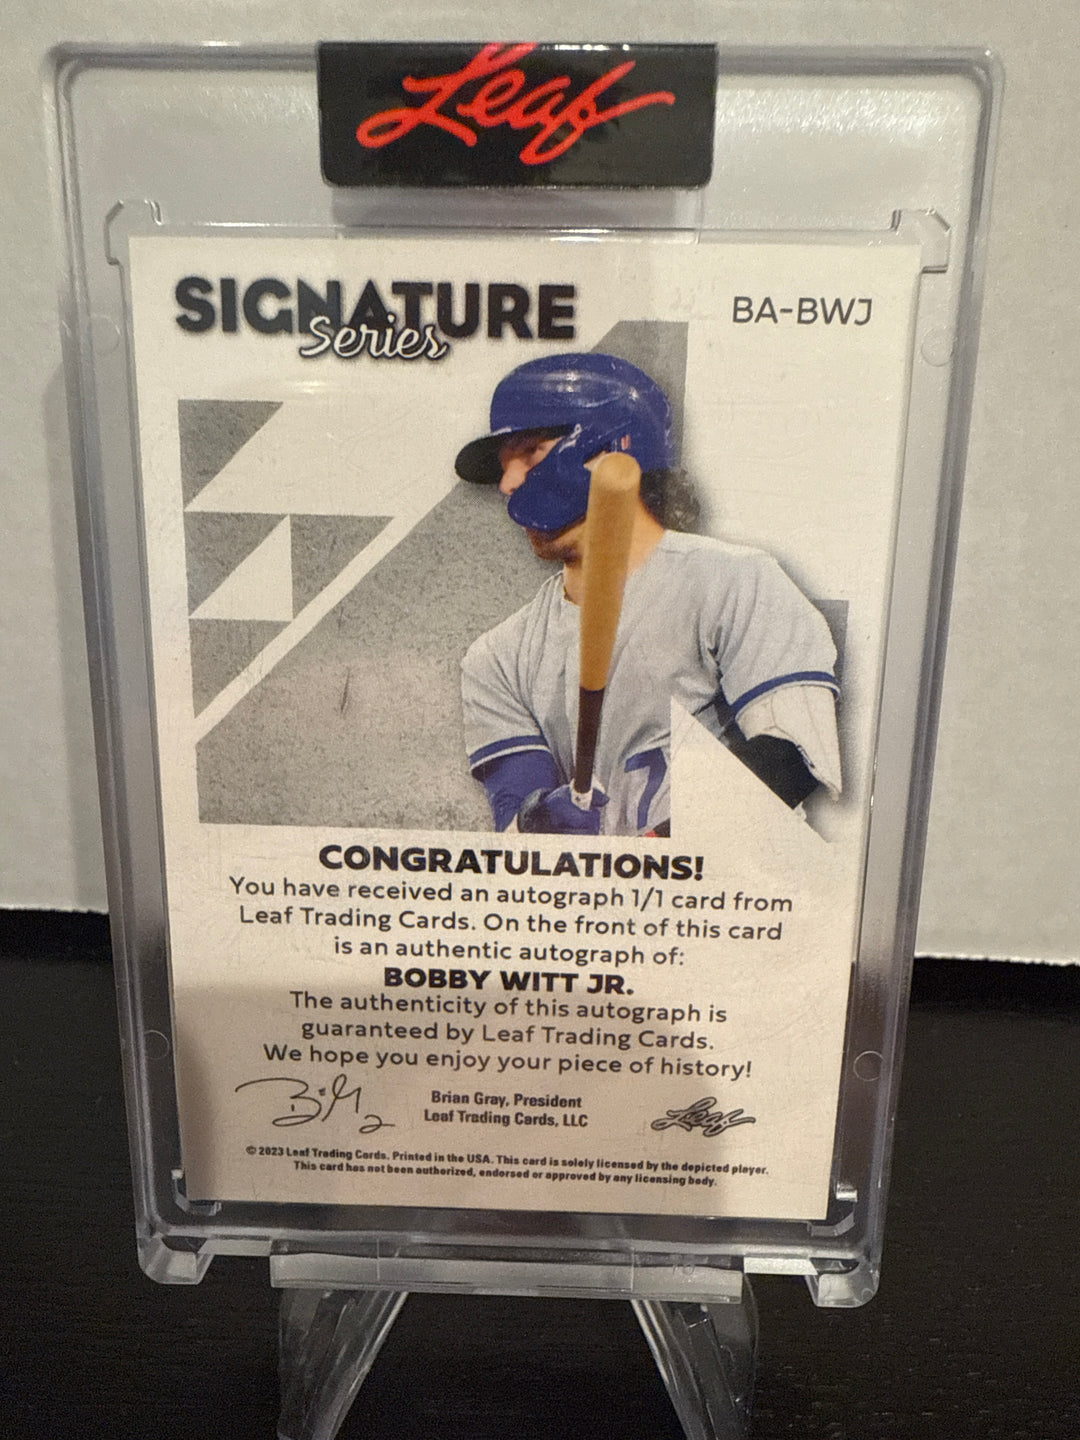 Leaf
SIGNATURE
Series
BA-BWJ
7
CONGRATULATIONS!
You have received an autograph 1/1 card from
Leaf Trading Cards. On the front of this card
is an authentic autograph of:
BOBBY WITT JR.
The authenticity of this autograph is
guaranteed by Leaf Trading Cards.
We hope you enjoy your piece of history!
Brian Gray, President
Leaf Trading Cards, LLC
Leaf
© 2023 Leaf Trading Cards. Printed in the USA. This card is solely licensed by the depicted player.
This card has not been authorized, endorsed or approved by any licensing body.